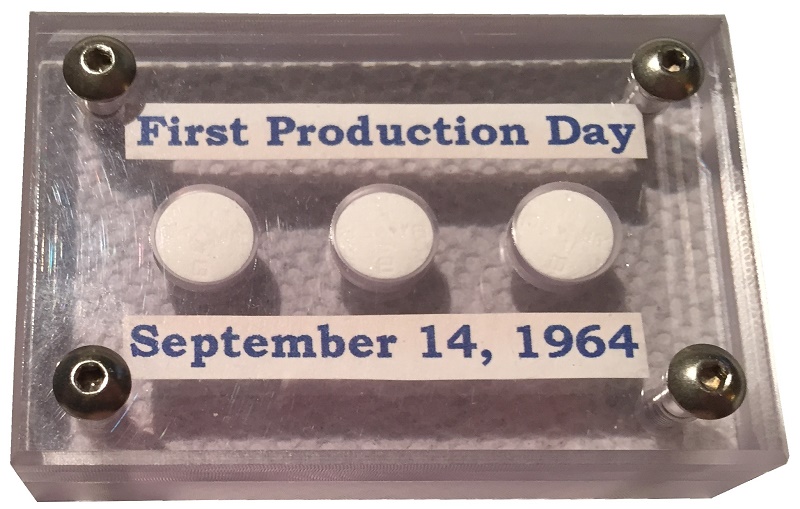 First Production Day
September 14, 1964